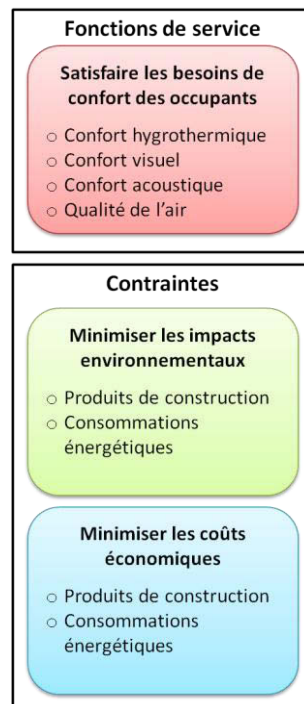 Fonctions de service
Satisfaire les besoins de
confort des occupants
○ Confort hygrothermique
○ Confort visuel
○ Confort acoustique
○ Qualité de l'air
Contraintes
Minimiser les impacts
environnementaux
○ Produits de construction
○ Consommations
énergétiques
Minimiser les coûts
économiques
○ Produits de construction
○ Consommations
énergétiques